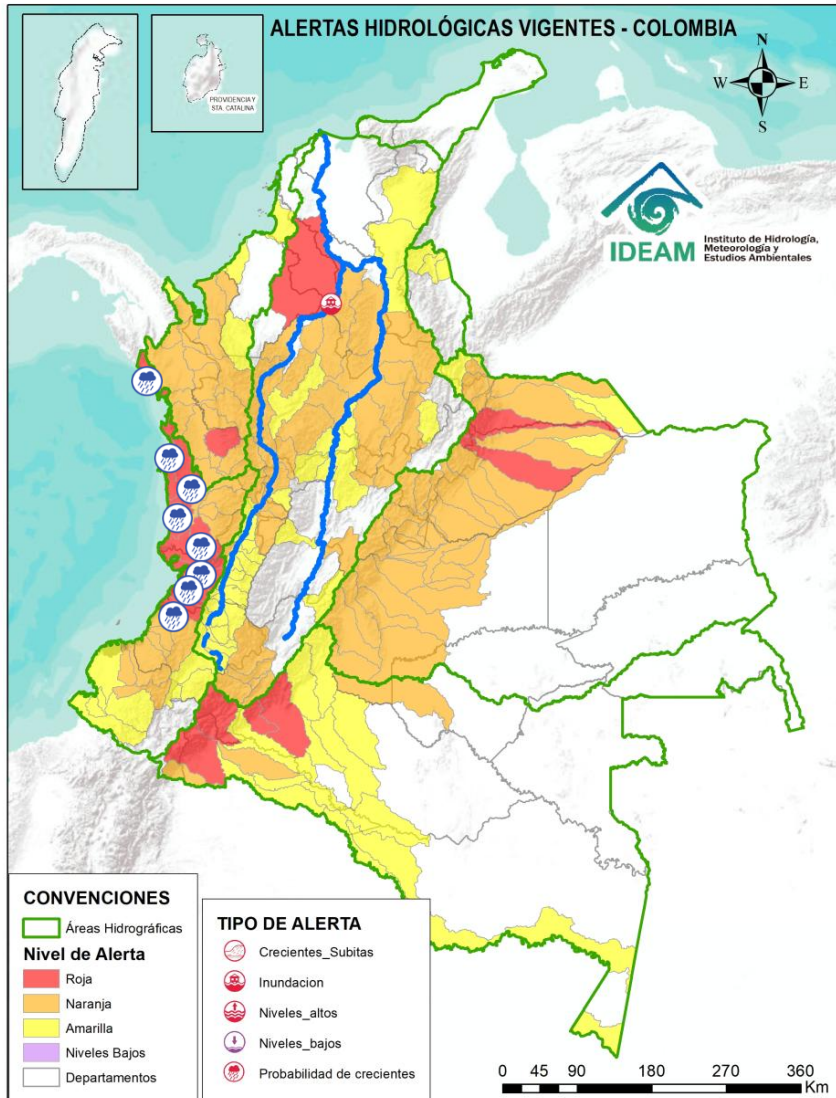 ALERTAS HIDROLÓGICAS VIGENTES - COLOMBIA
PROVIDENCIA Y
STA. CATALINA
N
W
E
S
IDEAM
Instituto de Hidrología,
Meteorología y
Estudios Ambientales
CONVENCIONES
Áreas Hidrográficas
Nivel de Alerta
Roja
Naranja
Amarilla
Niveles Bajos
Departamentos
TIPO DE ALERTA
Crecientes_Subitas
Inundacion
Niveles_altos
Niveles_bajos
Probabilidad de crecientes
0 45 90 180 270 360
Km